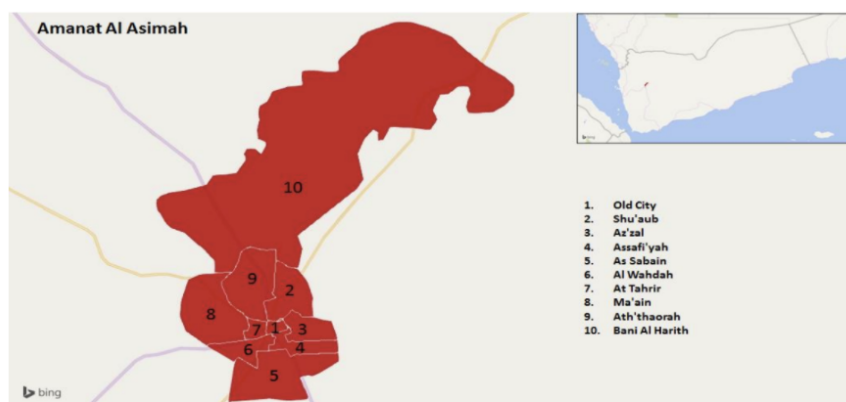 Amanat Al Asimah
10
9
2
8
7 1 3
6 4
5
bing
bing
1. Old City
2 Shu'aub
3. Az'zal
4. Assafi'yah
5. As Sabain
6. Al Wahdah
7. At Tahrir
8. Ma'ain
9. Ath'thaorah
10. Bani Al Harith